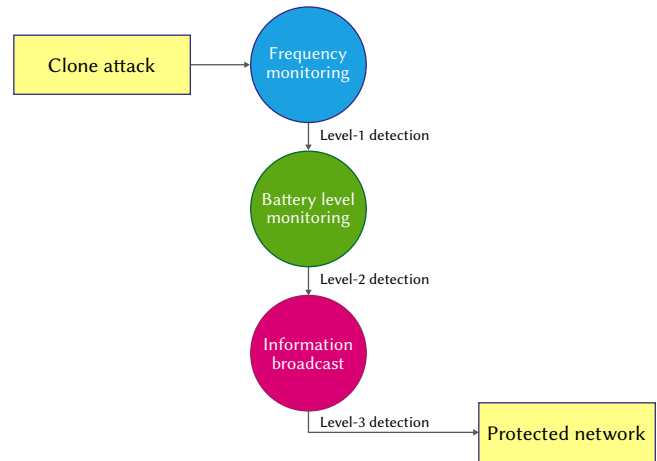 Clone attack
Frequency
monitoring
Level-1 detection
Battery level
monitoring
Level-2 detection
Information
broadcast
Level-3 detection
Protected network